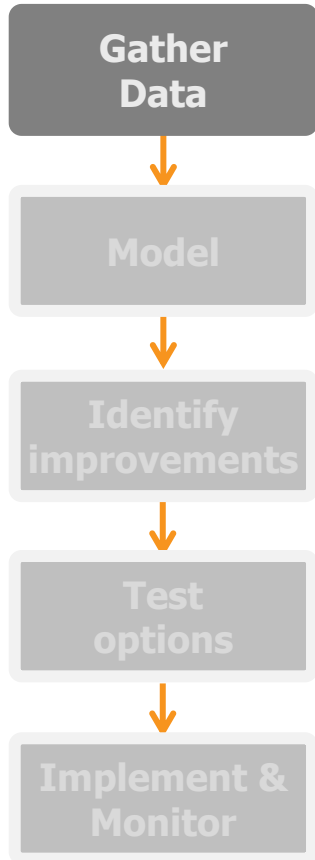 Gather
Data
Model
Identify
improvements
Test
options
Implement &
Monitor